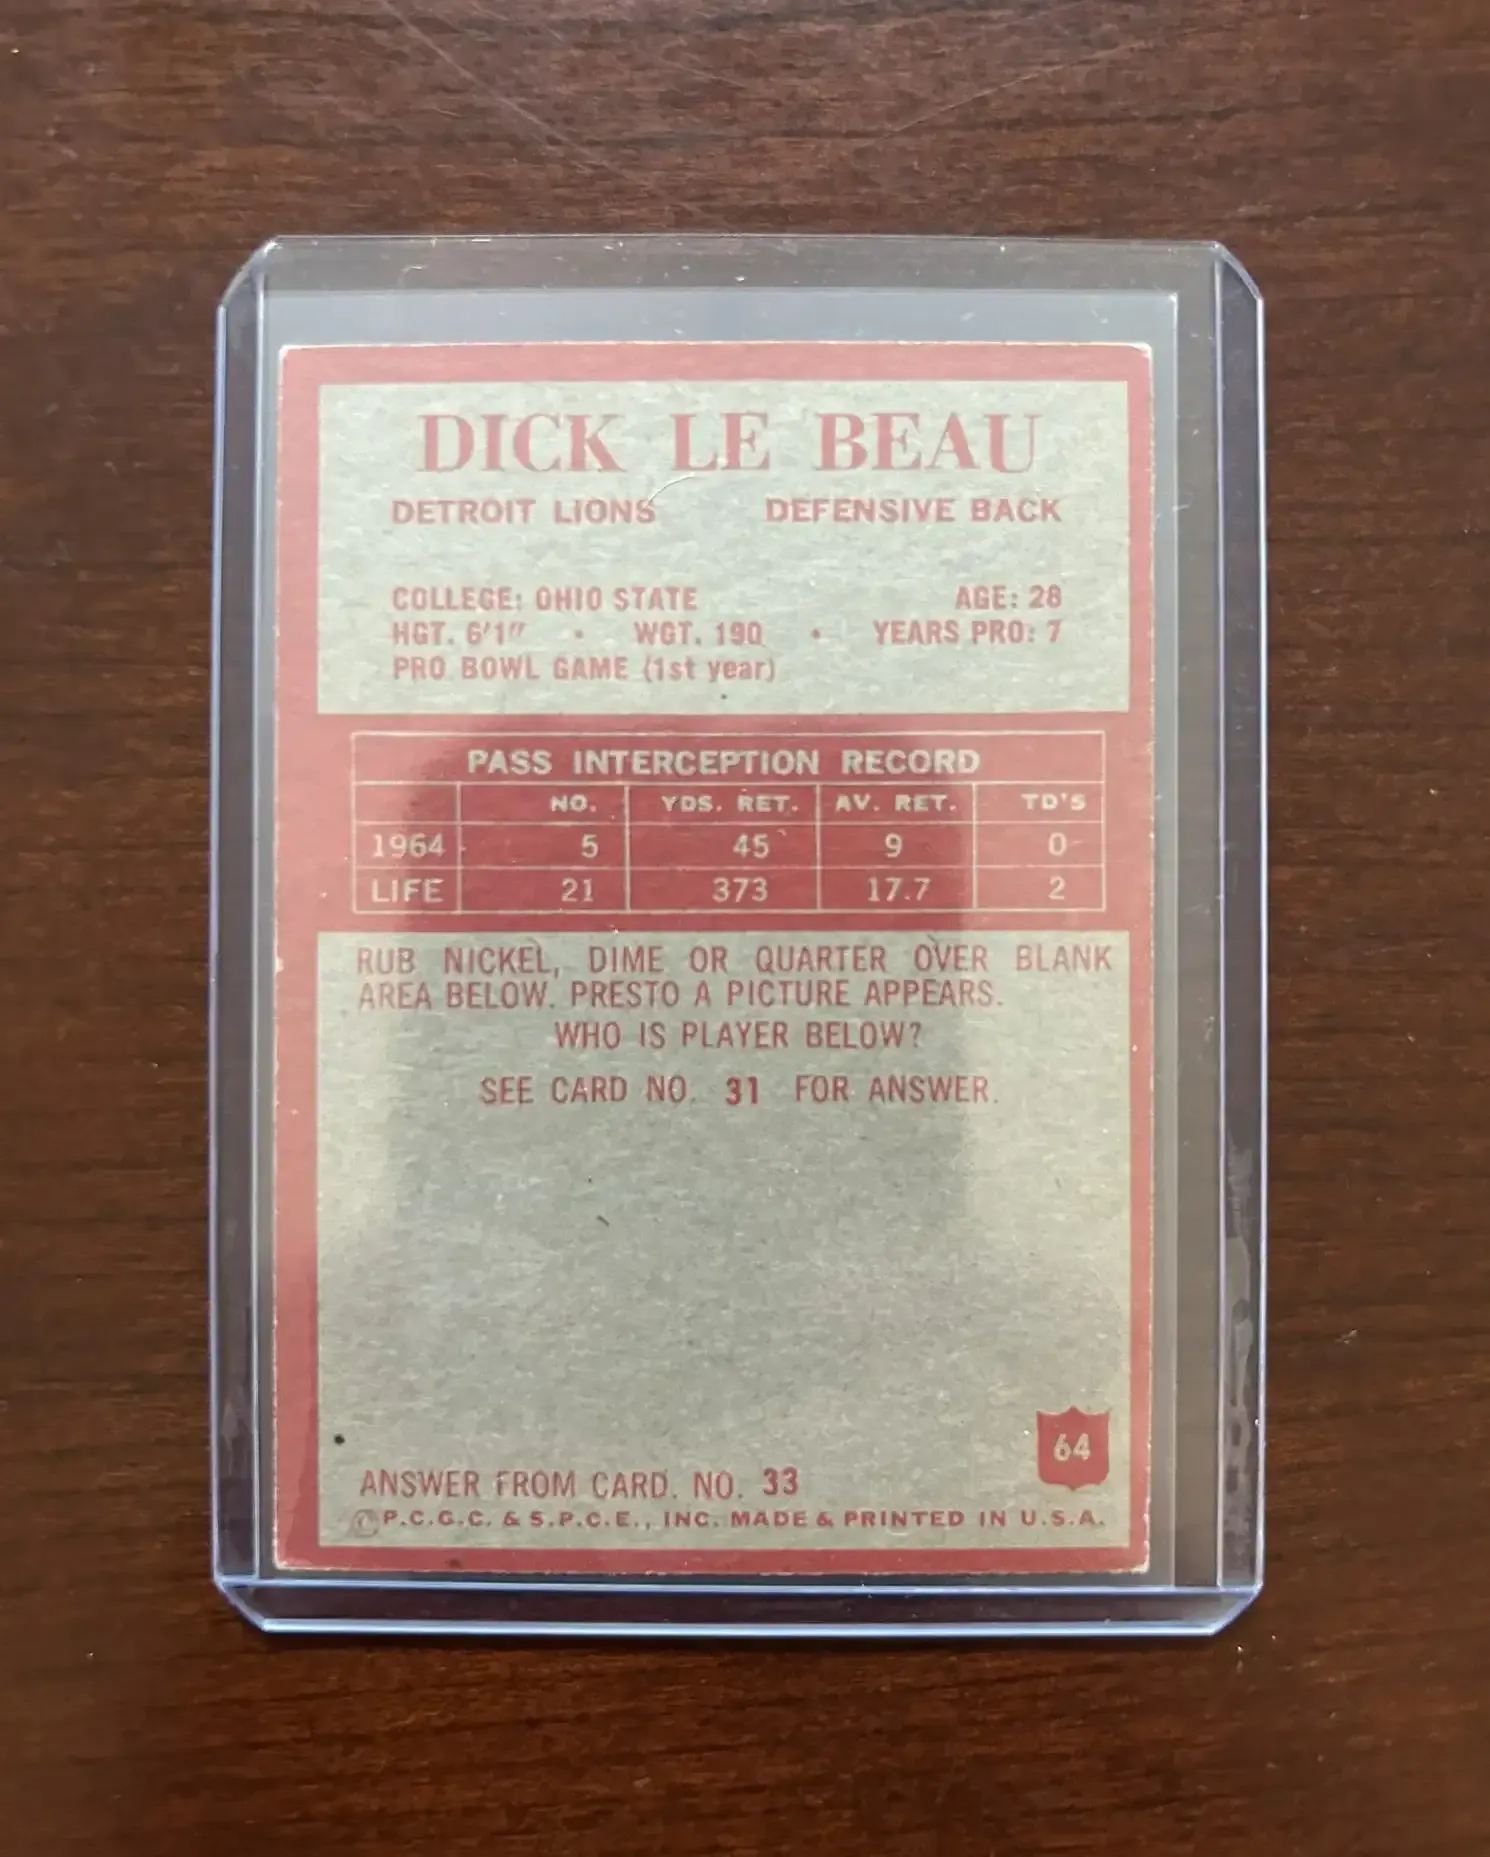 DICK LE BEAU
DETROIT LIONS DEFENSIVE BACK
COLLEGE: OHIO STATE AGE: 28
HGT. 6'1" • WGT. 190 • YEARS PRO: 7
PRO BOWL GAME (1st year)
PASS INTERCEPTION RECORD
NO. YDS. RET. AV. RET. TD'S
1964 5 45 9 0
LIFE 21 373 17.7 2
RUB NICKEL, DIME OR QUARTER OVER BLANK
AREA BELOW. PRESTO A PICTURE APPEARS.
WHO IS PLAYER BELOW?
SEE CARD NO. 31 FOR ANSWER.
64
ANSWER FROM CARD. NO. 33
© P.C.G.C. & S.P.C.E., INC. MADE & PRINTED IN U.S.A.